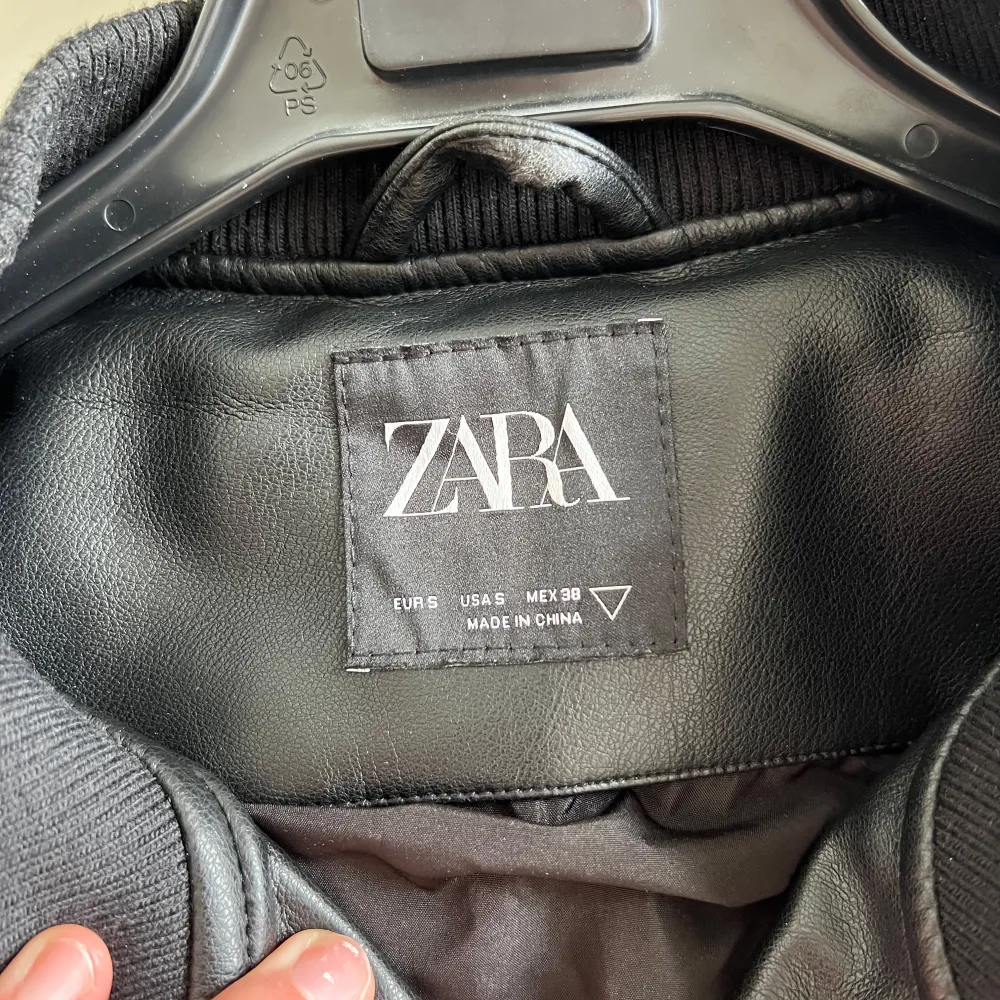 06
PS
ZARA
EUR S USA S MEX 38
MADE IN CHINA